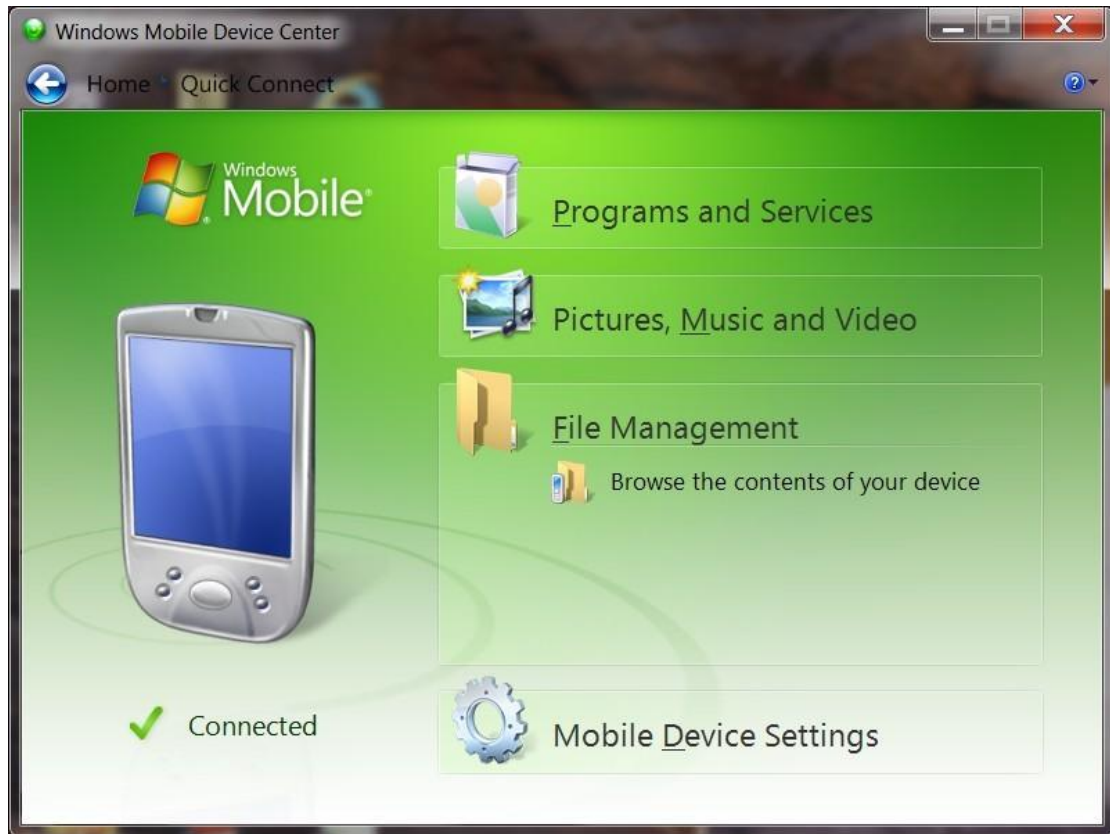 Windows Mobile Device Center
Home Quick Connect
Windows
Mobile®
Programs and Services
Pictures, Music and Video
File Management
Browse the contents of your device
Connected
Mobile Device Settings